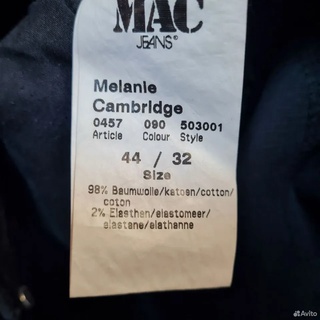 MAC
JEANS®
Melanie
Cambridge
0457 090 503001
Article Colour Style
44 / 32
Size
98% Baumwolle/katoen/cotton/
coton
2% Elasthan/elastomeer/
elastane/elathanne
Avito